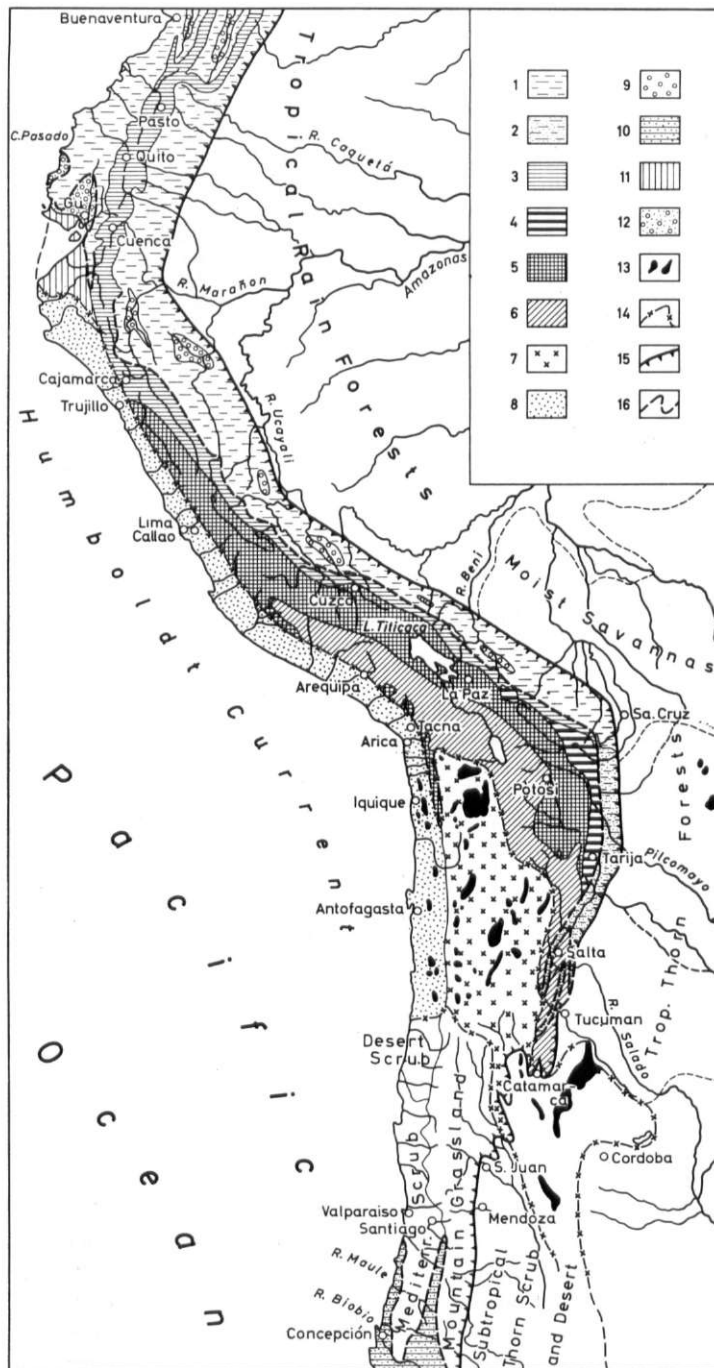 Buenaventura
Tropical Rain Forests
1
9
2
10
3
11
4
12
5
13
6
14
7
15
8
16
Pasto
C. Pasado
R. Caquetá
Quito
Gu.
Cuenca
R. Marañon
Amazonas
Cajamarca
Trujillo
R. Ucayali
Humboldt Current
Lima
Callao
R. Beni
Moist Savannas
Cuzco
L. Titicaca
La Paz
Arequipa
Sa. Cruz
Tacna
Arica
Potosi
Iquique
Forests
Tarija
Pilcomayo
Pacific Ocean
Antofagasta
Salta
Trop. Thorn
Tucuman
R. Salado
Desert
Scrub
Catamar-
ca
Cordoba
S. Juan
Mediterr. Scrub
Mountain Grassland
Valparaiso
Santiago
Mendoza
R. Maule
R. Biobio
Subtropical
Thorn Scrub
and Desert
Concepción